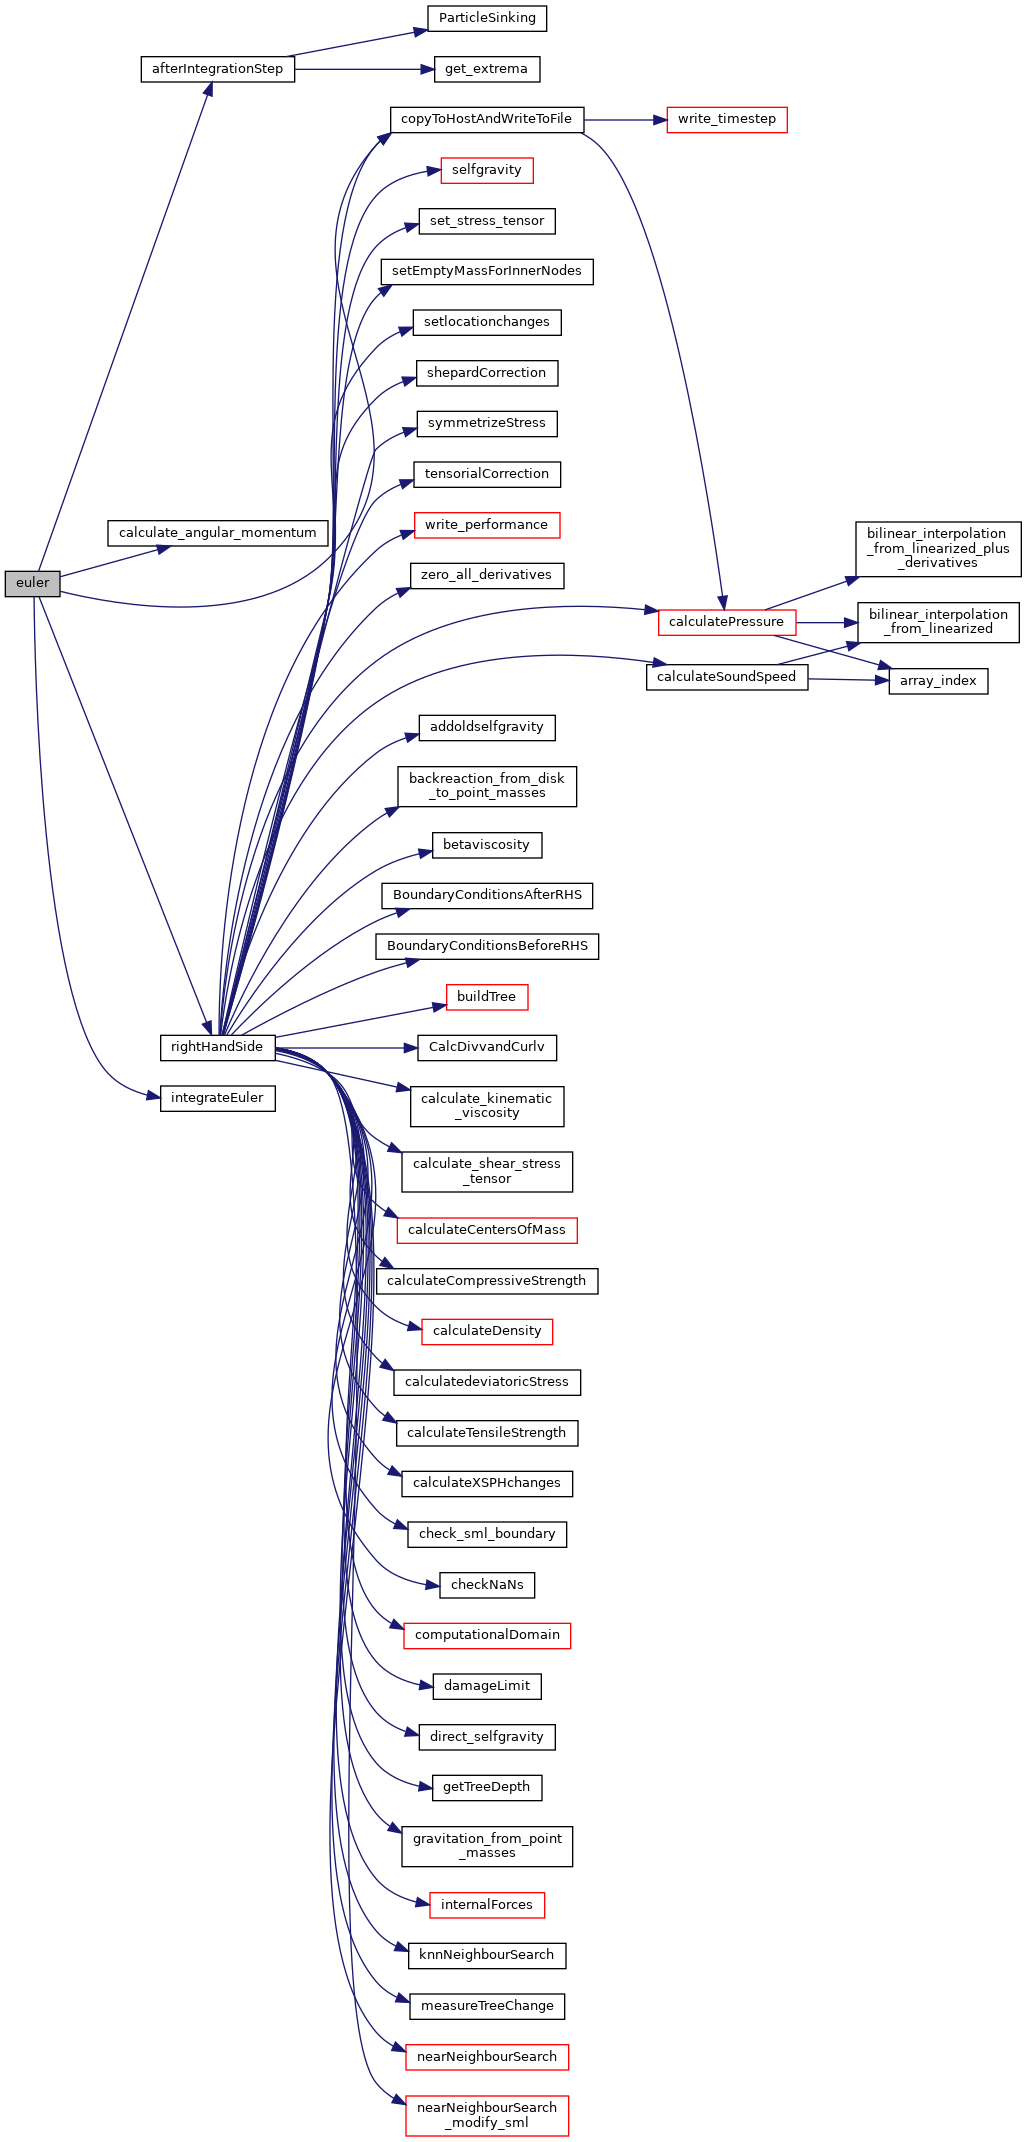 ParticleSinking
afterIntegrationStep
get_extrema
copyToHostAndWriteToFile
write_timestep
selfgravity
set_stress_tensor
setEmptyMassForInnerNodes
setlocationchanges
shepardCorrection
symmetrizeStress
tensorialCorrection
write_performance
calculate_angular_momentum
bilinear_interpolation
_from_linearized_plus
_derivatives
euler
zero_all_derivatives
calculatePressure
bilinear_interpolation
_from_linearized
calculateSoundSpeed
array_index
addoldselfgravity
backreaction_from_disk
_to_point_masses
betaviscosity
BoundaryConditionsAfterRHS
BoundaryConditionsBeforeRHS
buildTree
rightHandSide
CalcDivvandCurlv
integrateEuler
calculate_kinematic
_viscosity
calculate_shear_stress
_tensor
calculateCentersOfMass
calculateCompressiveStrength
calculateDensity
calculatedeviatoricStress
calculateTensileStrength
calculateXSPHchanges
check_sml_boundary
checkNaNs
computationalDomain
damageLimit
direct_selfgravity
getTreeDepth
gravitation_from_point
_masses
internalForces
knnNeighbourSearch
measureTreeChange
nearNeighbourSearch
nearNeighbourSearch
_modify_sml